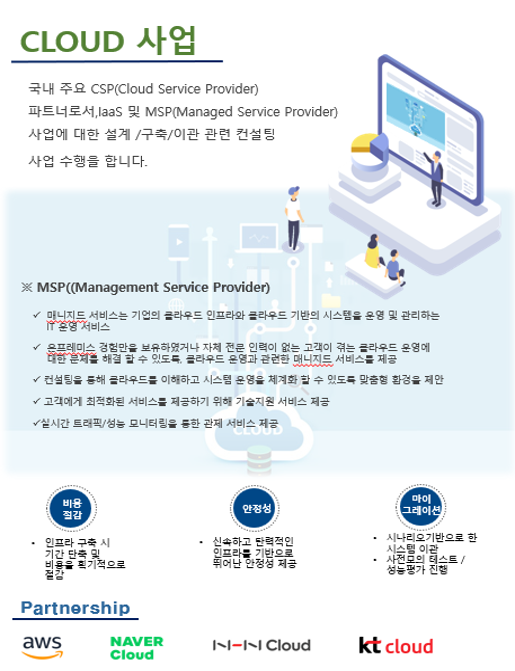 CLOUD 사업
국내 주요 CSP(Cloud Service Provider)
파트너로서,IaaS 및 MSP(Managed Service Provider)
사업에 대한 설계 /구축/이관 관련 컨설팅
사업 수행을 합니다.
※ MSP((Management Service Provider)
✓ 매니지드 서비스는 기업의 클라우드 인프라와 클라우드 기반의 시스템을 운영 및 관리하는
IT 운영 서비스
✓ 온프레미스 경험만을 보유하였거나 자체 전문 인력이 없는 고객이 겪는 클라우드 운영에
대한 문제를 해결 할 수 있도록, 클라우드 운영과 관련한 매니지드 서비스를 제공
✓ 컨설팅을 통해 클라우드를 이해하고 시스템 운영을 체계화 할 수 있도록 맞춤형 환경을 제안
✓ 고객에게 최적화된 서비스를 제공하기 위해 기술지원 서비스 제공
✓실시간 트래픽/성능 모니터링을 통한 관제 서비스 제공
CLOUD
비용
절감
• 인프라 구축 시
기간 단축 및
비용을 획기적으로
절감
안정성
• 신속하고 탄력적인
인프라를 기반으로
뛰어난 안정성 제공
마이
그레이션
• 시나리오기반으로 한
시스템 이관
• 사전모의 테스트 /
성능평가 진행
Partnership
aws
NAVER
Cloud
NHN Cloud
kt cloud